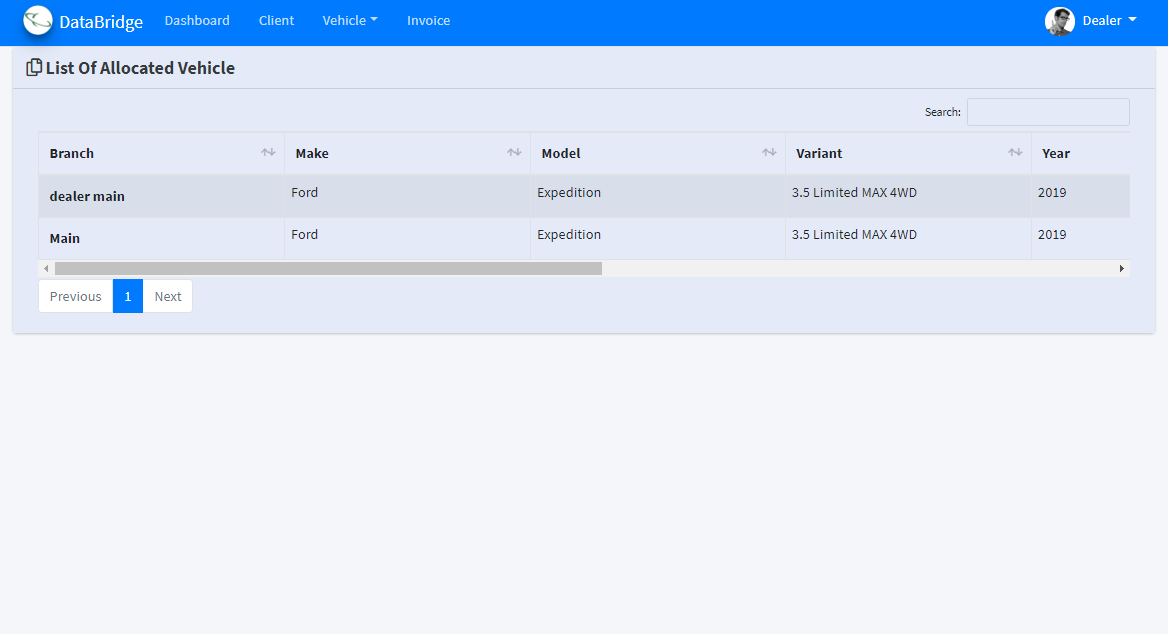 DataBridge Dashboard Client Vehicle Invoice Dealer
List Of Allocated Vehicle
Search:
Branch Make Model Variant Year
dealer main Ford Expedition 3.5 Limited MAX 4WD 2019
Main Ford Expedition 3.5 Limited MAX 4WD 2019
Previous 1 Next